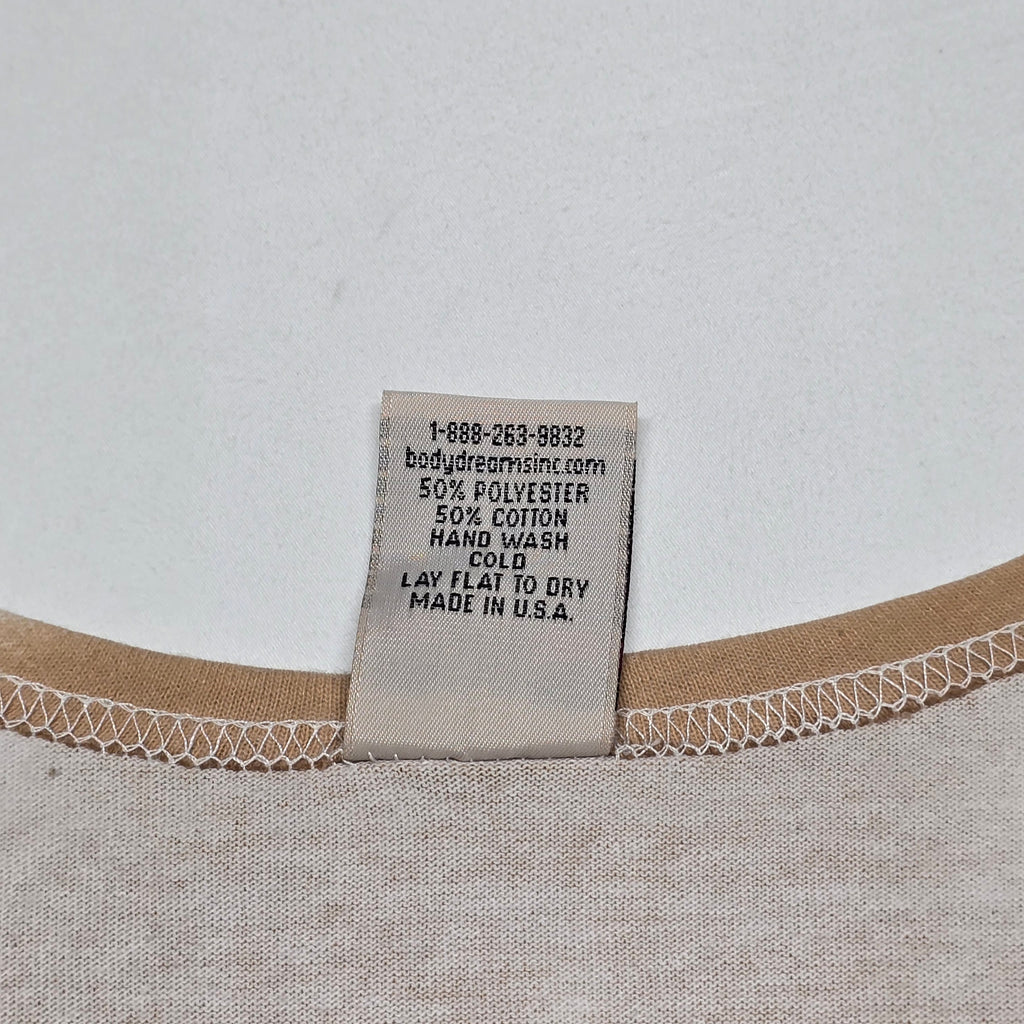 1-888-263-9832
bodydreamsinc.com
50% POLYESTER
50% COTTON
HAND WASH
COLD
LAY FLAT TO DRY
MADE IN U.S.A.